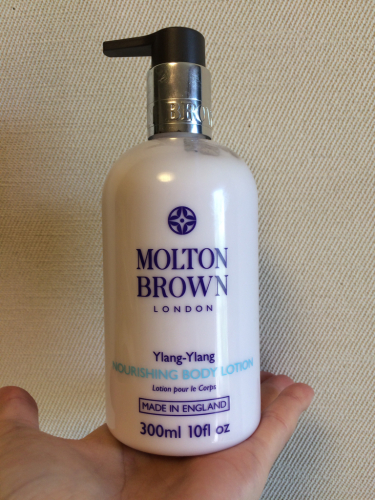 MOLTON
BROWN
LONDON
Ylang-Ylang
NOURISHING BODY LOTION
Lotion pour le Corps
MADE IN ENGLAND
300ml 10fl oz